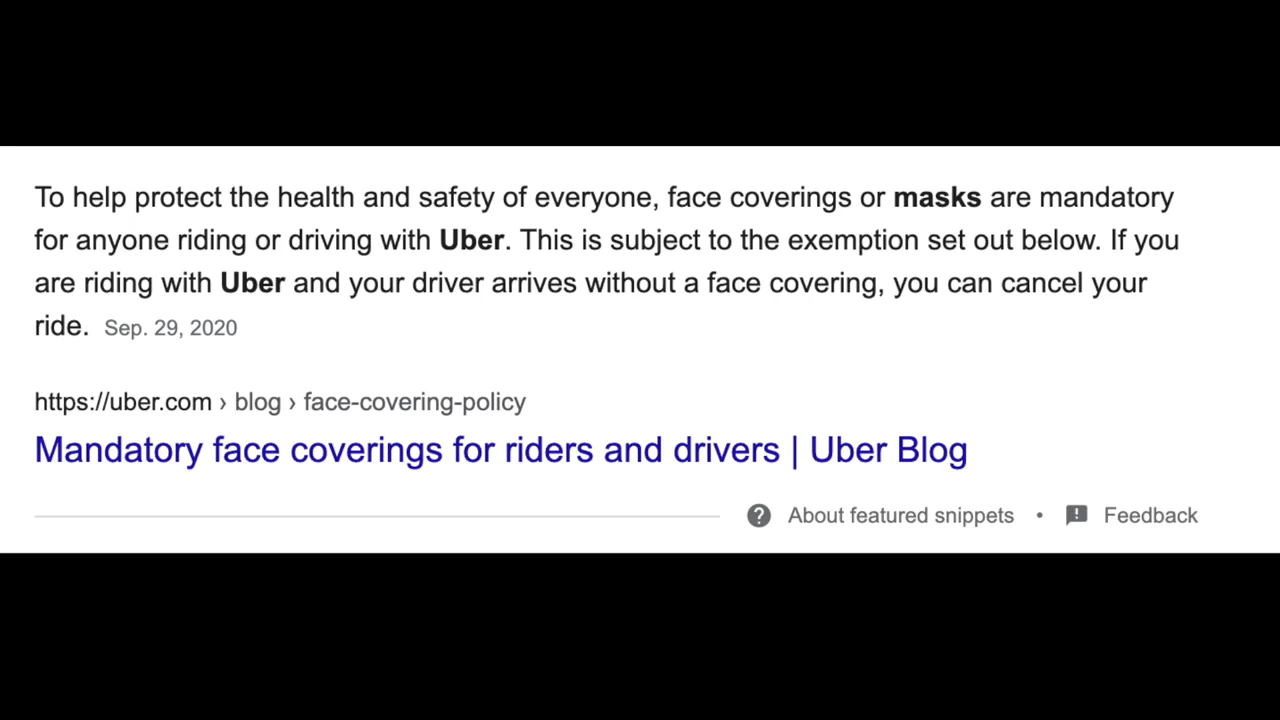 To help protect the health and safety of everyone, face coverings or masks are mandatory
for anyone riding or driving with Uber. This is subject to the exemption set out below. If you
are riding with Uber and your driver arrives without a face covering, you can cancel your
ride. Sep. 29, 2020
https://uber.com › blog › face-covering-policy
Mandatory face coverings for riders and drivers | Uber Blog
About featured snippets • Feedback